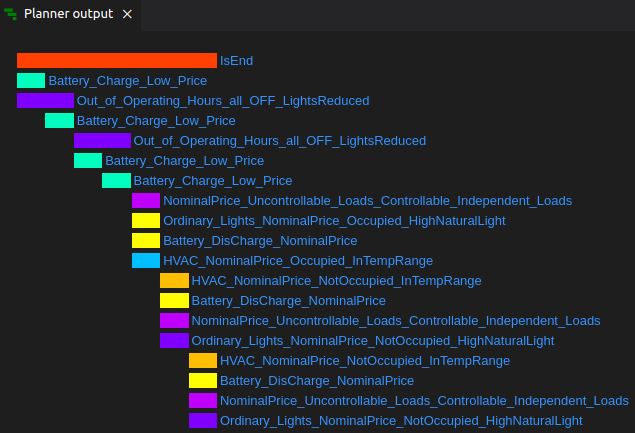 Planner output
IsEnd
Battery_Charge_Low_Price
Out_of_Operating_Hours_all_OFF_LightsReduced
Battery_Charge_Low_Price
Out_of_Operating_Hours_all_OFF_LightsReduced
Battery_Charge_Low_Price
Battery_Charge_Low_Price
NominalPrice_Uncontrollable_Loads_Controllable_Independent_Loads
Ordinary_Lights_NominalPrice_Occupied_HighNaturalLight
Battery_DisCharge_NominalPrice
HVAC_NominalPrice_Occupied_InTempRange
HVAC_NominalPrice_NotOccupied_InTempRange
Battery_DisCharge_NominalPrice
NominalPrice_Uncontrollable_Loads_Controllable_Independent_Loads
Ordinary_Lights_NominalPrice_NotOccupied_HighNaturalLight
HVAC_NominalPrice_NotOccupied_InTempRange
Battery_DisCharge_NominalPrice
NominalPrice_Uncontrollable_Loads_Controllable_Independent_Loads
Ordinary_Lights_NominalPrice_NotOccupied_HighNaturalLight